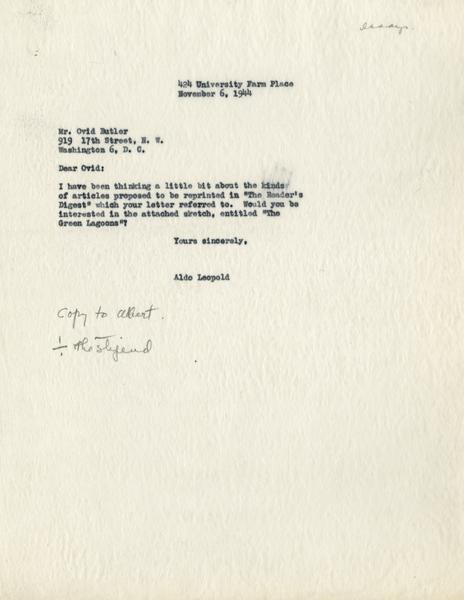 essays
424 University Farm Place
November 6, 1944
Mr. Ovid Butler
919 17th Street, N. W.
Washington 6, D. C.
Dear Ovid:
I have been thinking a little bit about the kinds
of articles proposed to be reprinted in "The Reader's
Digest" which your letter referred to. Would you be
interested in the attached sketch, entitled "The
Green Lagoons"?
Yours sincerely,
Aldo Leopold
Copy to Albert.